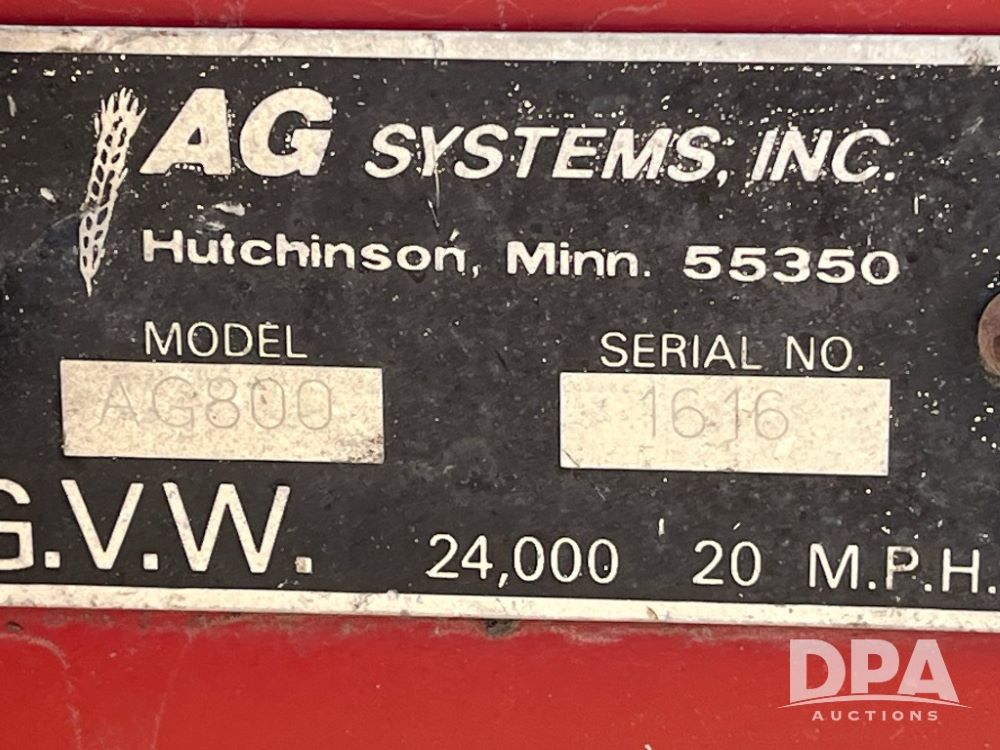 AG SYSTEMS, INC.
Hutchinson, Minn. 55350
MODEL SERIAL NO.
AG800 1616
G.V.W. 24,000 20 M.P.H.
DPA
AUCTIONS